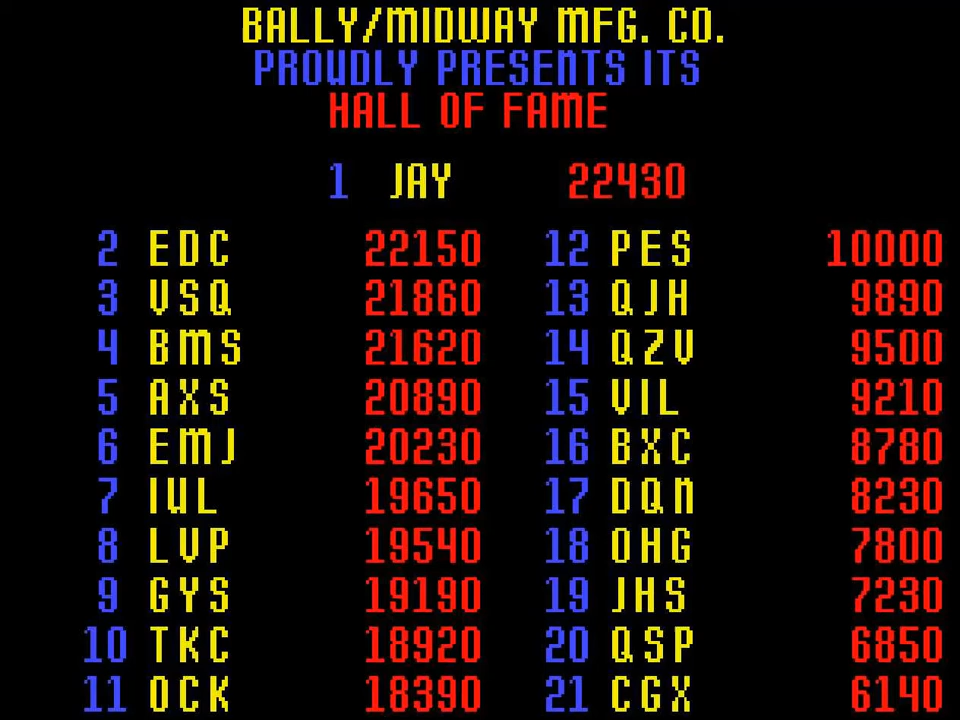 BALLY/MIDWAY MFG. CO.
PROUDLY PRESENTS ITS
HALL OF FAME
1 JAY 22430
2 EDC 22150 12 PES 10000
3 VSQ 21860 13 QJH 9890
4 BMS 21620 14 QZV 9500
5 AXS 20890 15 VIL 9210
6 EMJ 20230 16 BXC 8780
7 IWL 19650 17 DQN 8230
8 LVP 19540 18 OHG 7800
9 GYS 19190 19 JHS 7230
10 TKC 18920 20 QSP 6850
11 OCK 18390 21 CGX 6140